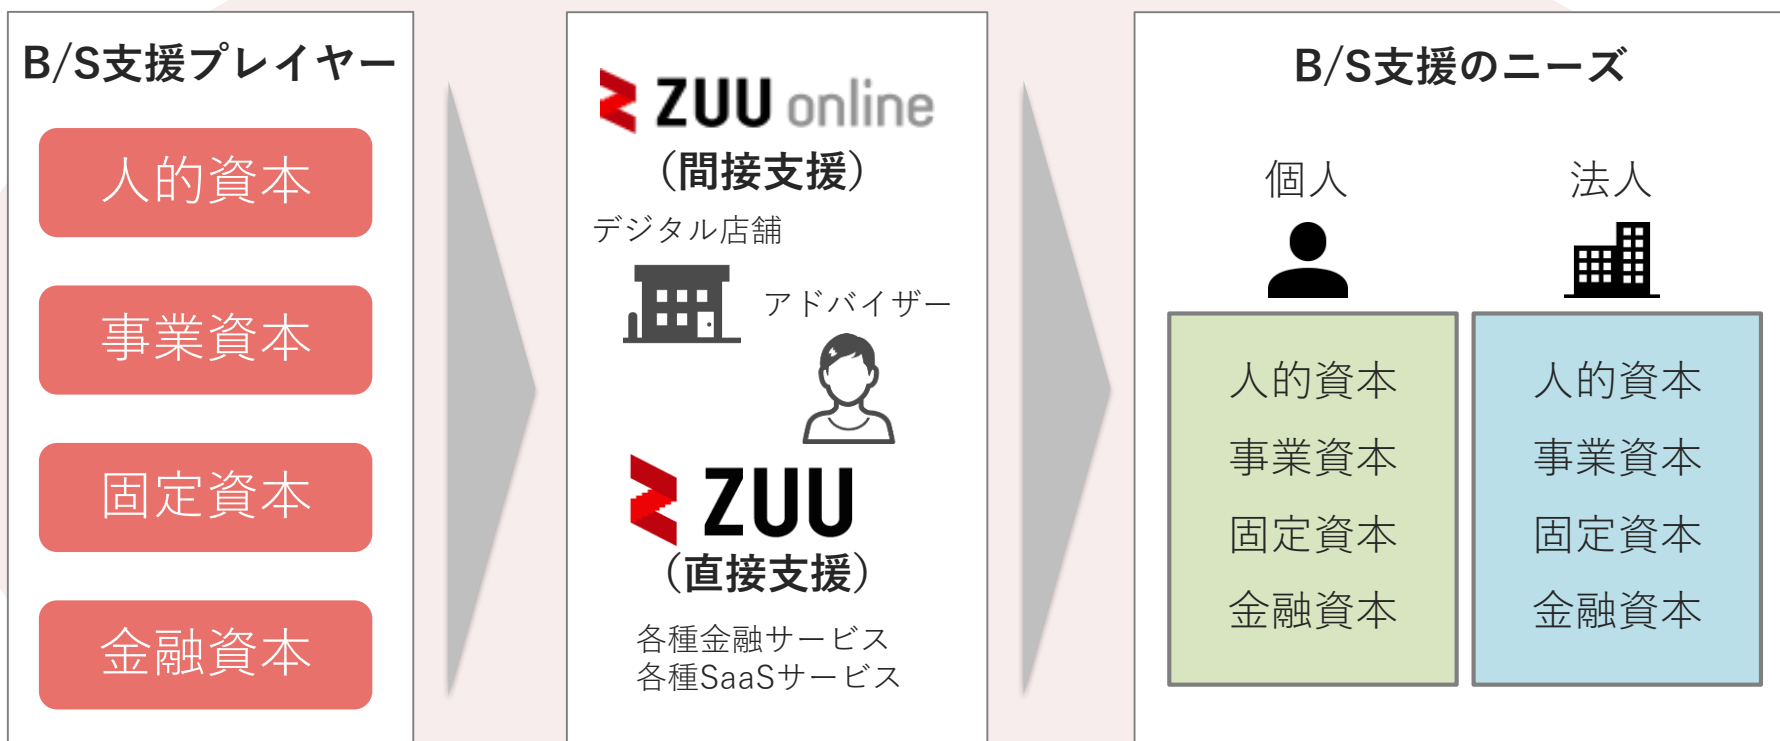 B/S支援プレイヤー
人的資本
事業資本
固定資本
金融資本
ZUU online
（間接支援）
デジタル店舗
アドバイザー
ZUU
（直接支援）
各種金融サービス
各種SaaSサービス
B/S支援のニーズ
個人
法人
人的資本
事業資本
固定資本
金融資本
人的資本
事業資本
固定資本
金融資本